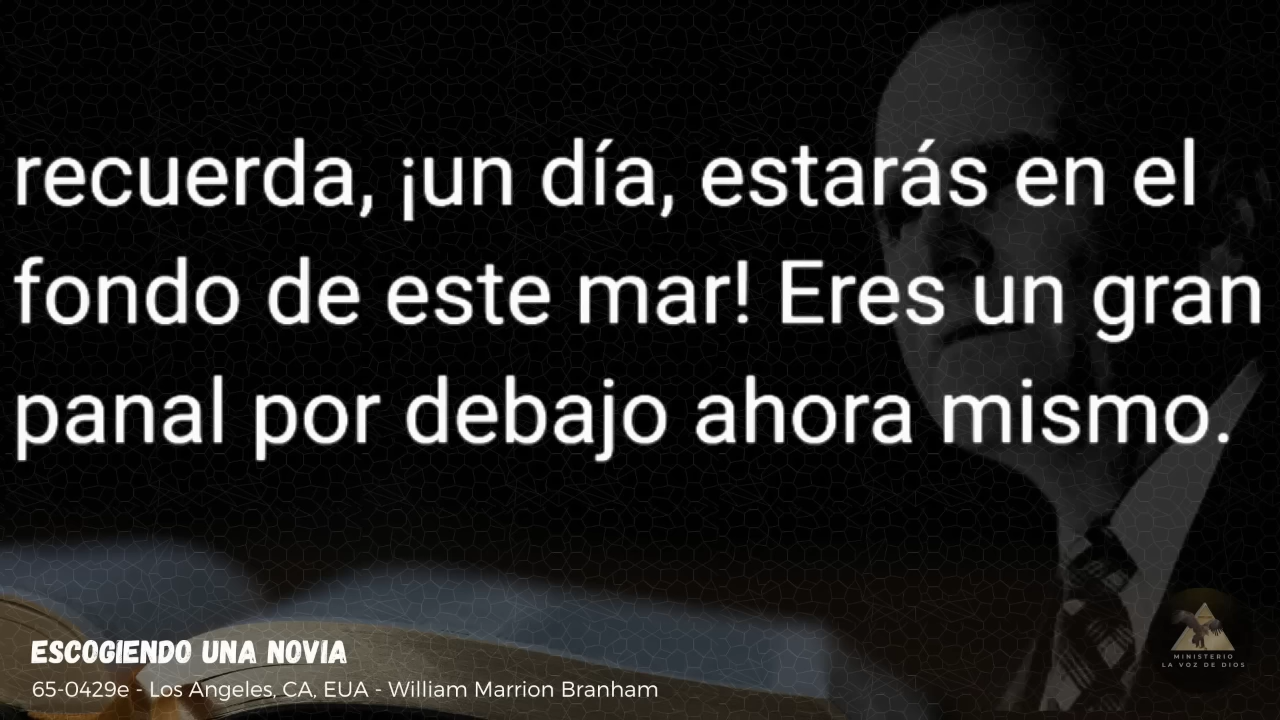 recuerda, ¡un día, estarás en el
fondo de este mar! Eres un gran
panal por debajo ahora mismo.
ESCOGIENDO UNA NOVIA
65-0429e - Los Angeles, CA, EUA - William Marrion Branham
MINISTERIO
LA VOZ DE DIOS